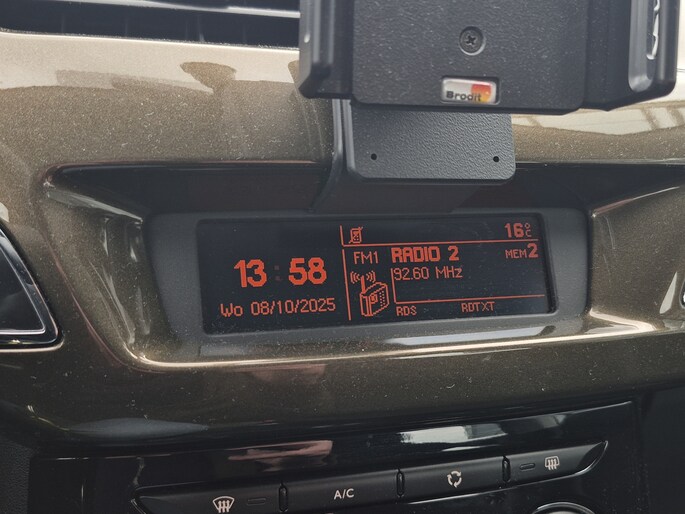 Brodit
16°C
FM1 RADIO 2 MEM 2
13:58
92.60 MHz
Wo 08/10/2025
RDS RDTXT
A/C